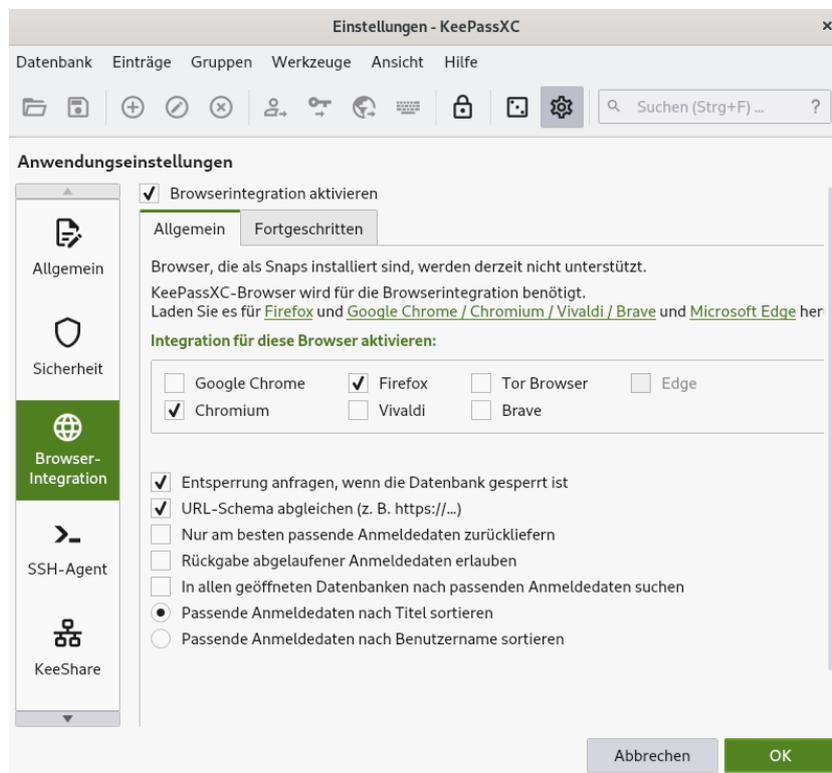 Einstellungen - KeePassXC ×
Datenbank Einträge Gruppen Werkzeuge Ansicht Hilfe
Suchen (Strg+F) ... ?
Anwendungseinstellungen
Browserintegration aktivieren
Allgemein Fortgeschritten
Browser, die als Snaps installiert sind, werden derzeit nicht unterstützt.
KeePassXC-Browser wird für die Browserintegration benötigt.
Laden Sie es für Firefox und Google Chrome / Chromium / Vivaldi / Brave und Microsoft Edge her
Integration für diese Browser aktivieren:
Google Chrome Firefox Tor Browser Edge
Chromium Vivaldi Brave
Entsperrung anfragen, wenn die Datenbank gesperrt ist
URL-Schema abgleichen (z. B. https://...)
Nur am besten passende Anmeldedaten zurückliefern
Rückgabe abgelaufener Anmeldedaten erlauben
In allen geöffneten Datenbanken nach passenden Anmeldedaten suchen
Passende Anmeldedaten nach Titel sortieren
Passende Anmeldedaten nach Benutzername sortieren
Allgemein
Sicherheit
Browser-
Integration
SSH-Agent
KeeShare
Abbrechen OK